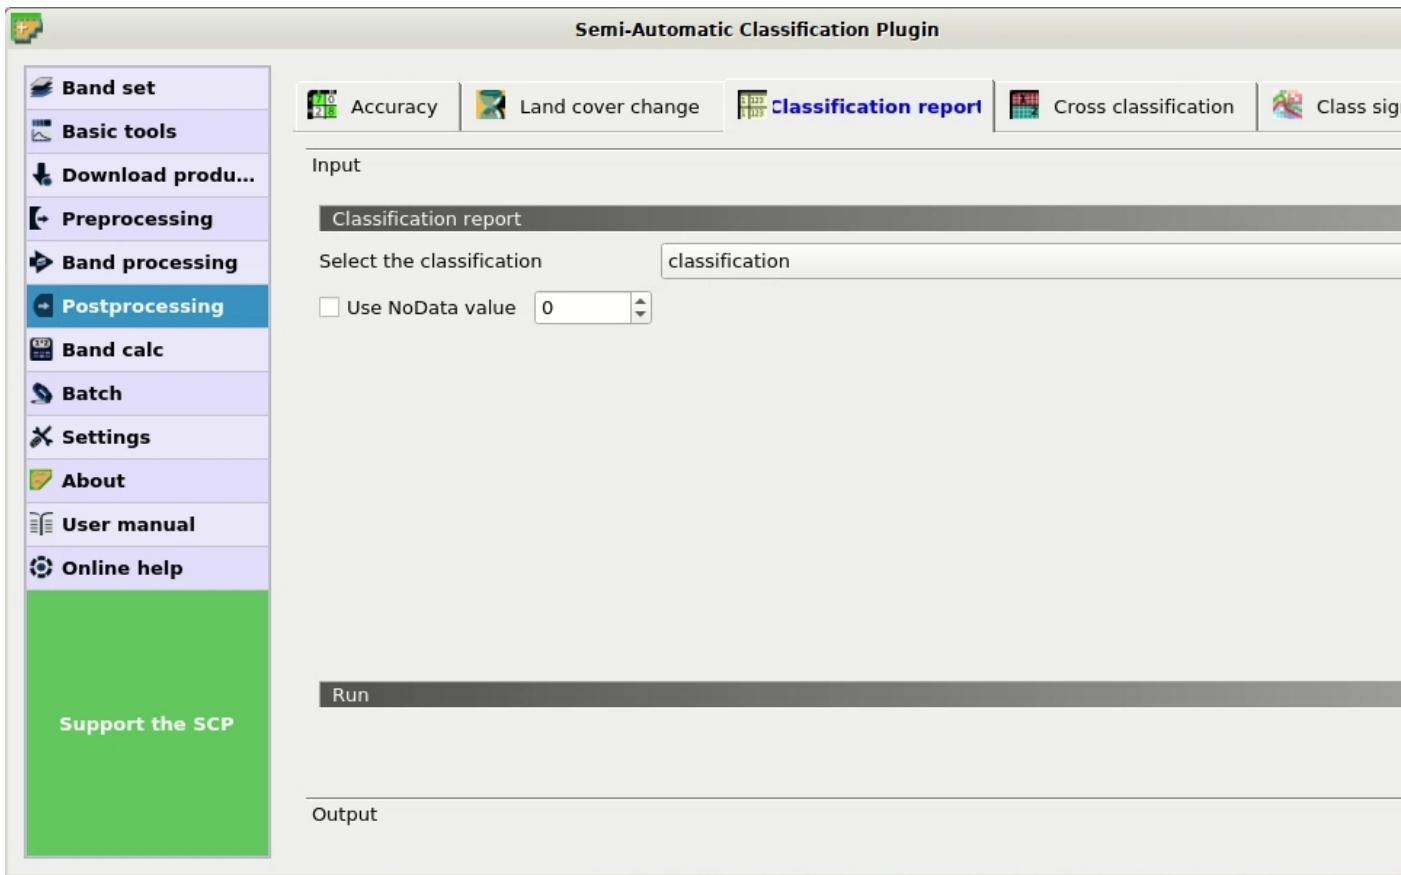 Semi-Automatic Classification Plugin
Band set
Basic tools
Download produ...
Preprocessing
Band processing
Postprocessing
Band calc
Batch
Settings
About
User manual
Online help
Support the SCP
Accuracy Land cover change Classification report Cross classification Class sig
Input
Classification report
Select the classification classification
Use NoData value 0
Run
Output